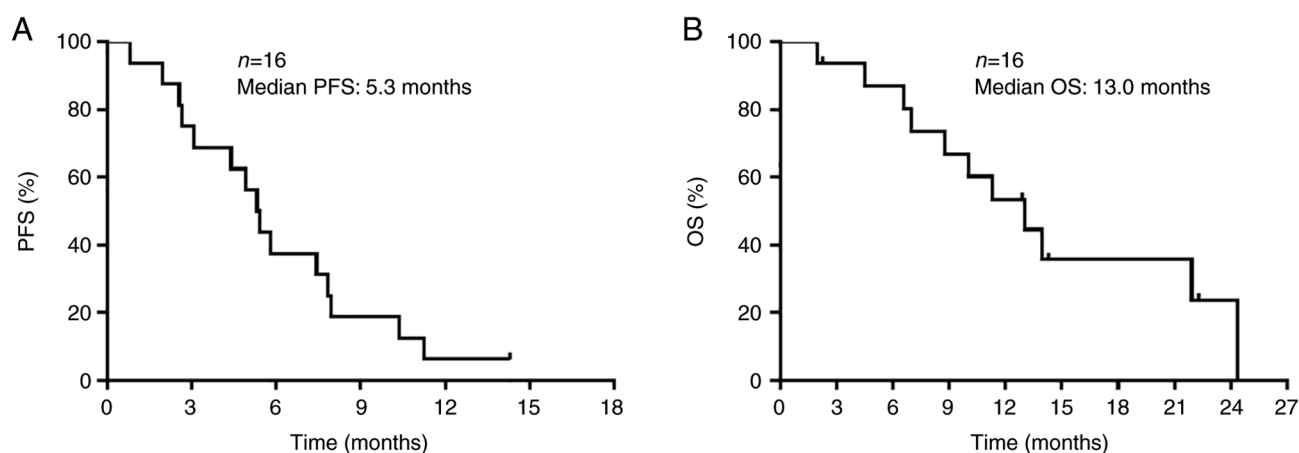 A
n=16
Median PFS: 5.3 months
PFS (%)
100
80
60
40
20
0
0 3 6 9 12 15 18
Time (months)
B
n=16
Median OS: 13.0 months
OS (%)
100
80
60
40
20
0
0 3 6 9 12 15 18 21 24 27
Time (months)